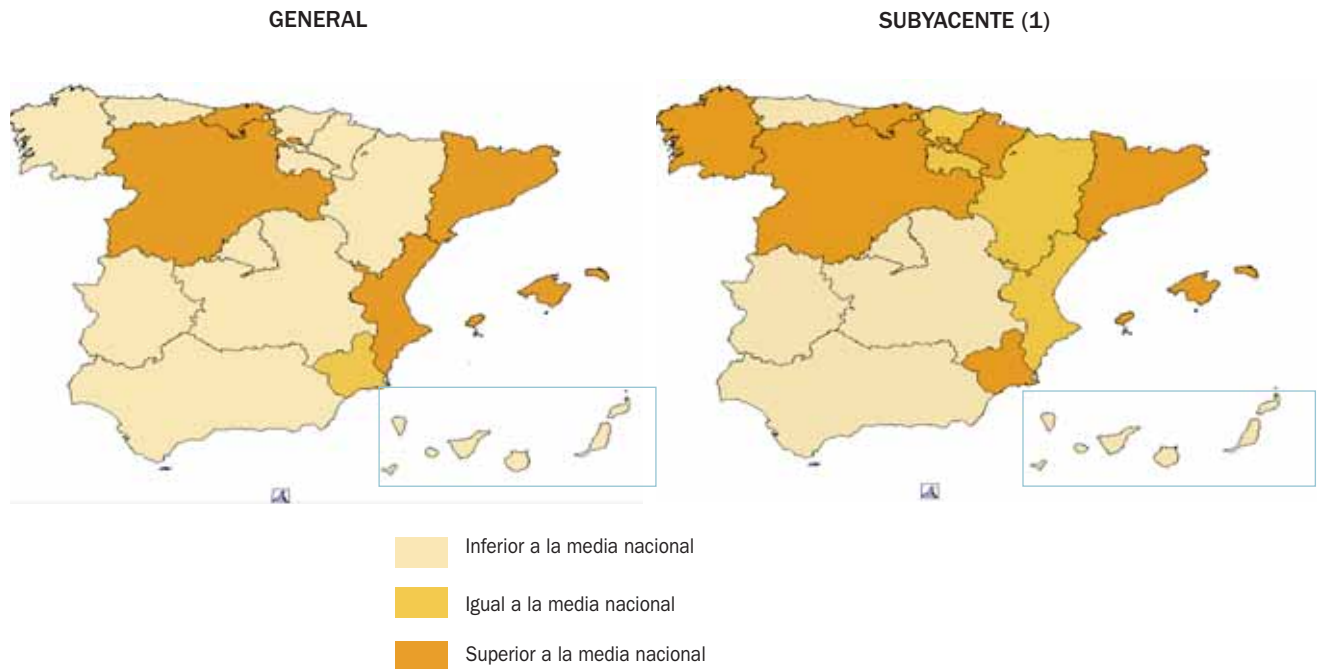 GENERAL
SUBYACENTE (1)
Inferior a la media nacional
Igual a la media nacional
Superior a la media nacional